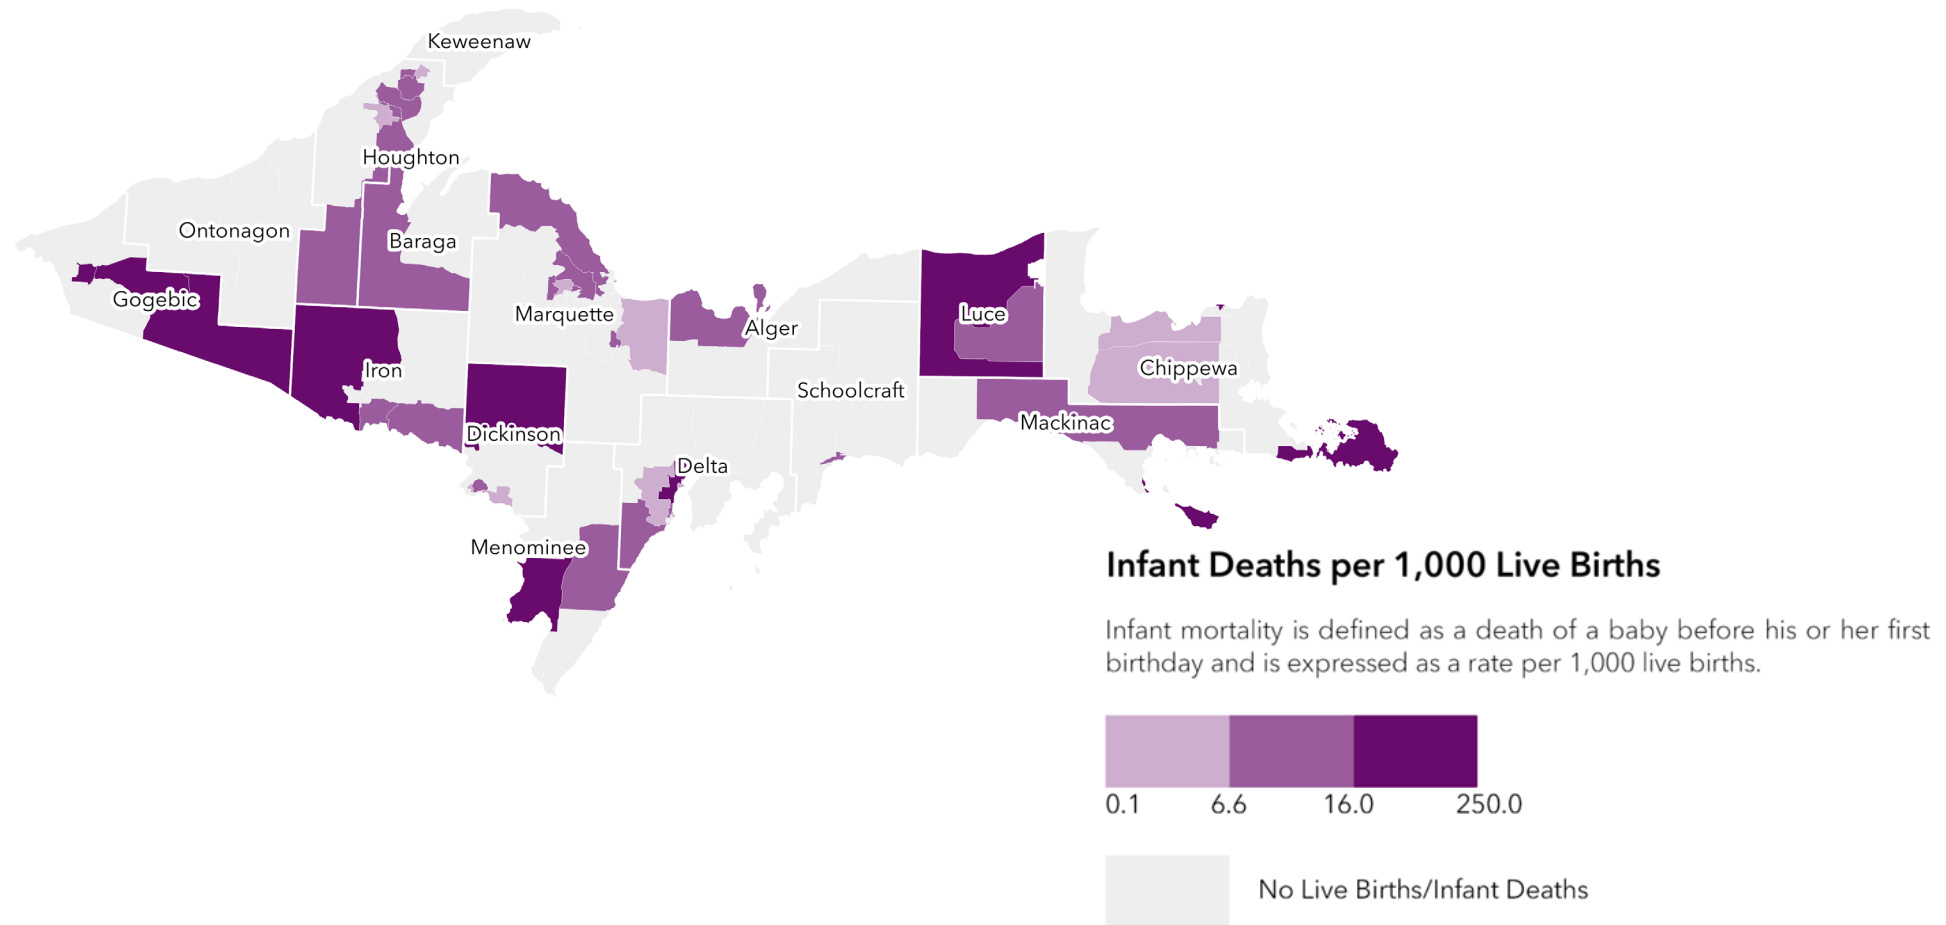 Keweenaw
Houghton
Ontonagon
Baraga
Gogebic
Marquette
Alger
Luce
Iron
Chippewa
Schoolcraft
Mackinac
Dickinson
Delta
Menominee
Infant Deaths per 1,000 Live Births
Infant mortality is defined as a death of a baby before his or her first
birthday and is expressed as a rate per 1,000 live births.
0.1 6.6 16.0 250.0
No Live Births/Infant Deaths